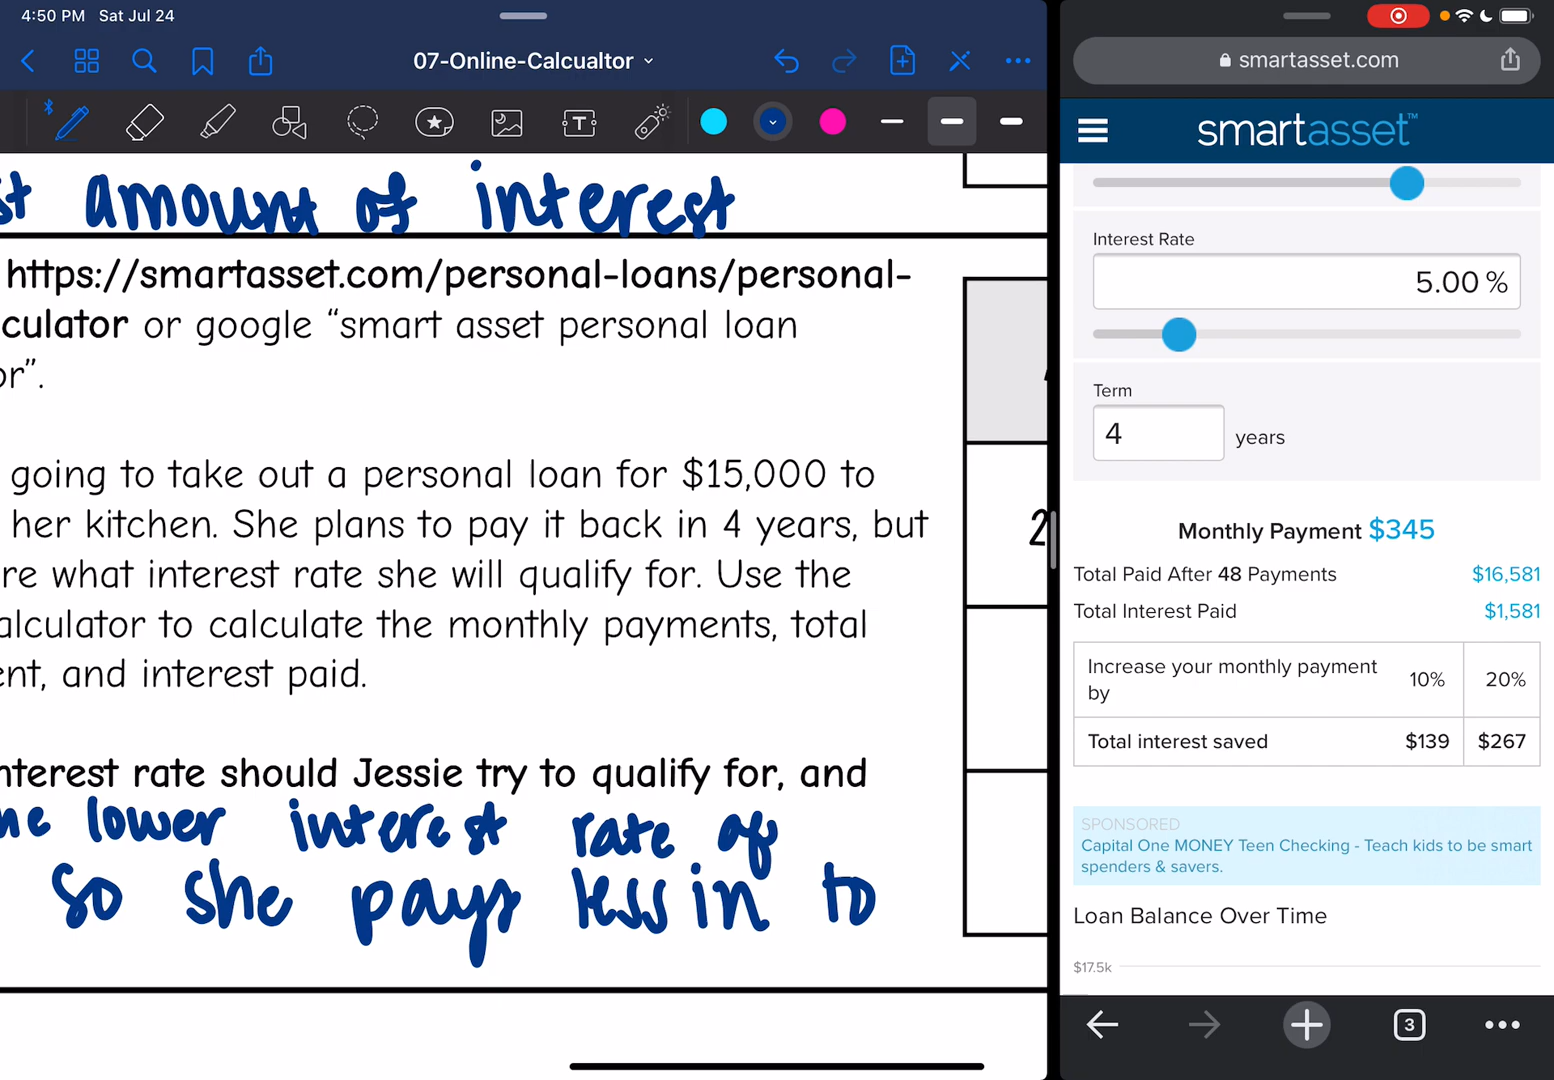 4:50 PM Sat Jul 24
07-Online-Calcualtor
T
st amount of interest
https://smartasset.com/personal-loans/personal-
culator or google “smart asset personal loan
or”.
going to take out a personal loan for $15,000 to
her kitchen. She plans to pay it back in 4 years, but
re what interest rate she will qualify for. Use the
alculator to calculate the monthly payments, total
ent, and interest paid.
nterest rate should Jessie try to qualify for, and
he lower interest rate of
so she pays less in to
2
smartasset.com
smartasset™
Interest Rate
5.00 %
Term
4 years
Monthly Payment $345
Total Paid After 48 Payments $16,581
Total Interest Paid $1,581
Increase your monthly payment by 10% 20%
Total interest saved $139 $267
SPONSORED
Capital One MONEY Teen Checking - Teach kids to be smart
spenders & savers.
Loan Balance Over Time
$17.5k
3